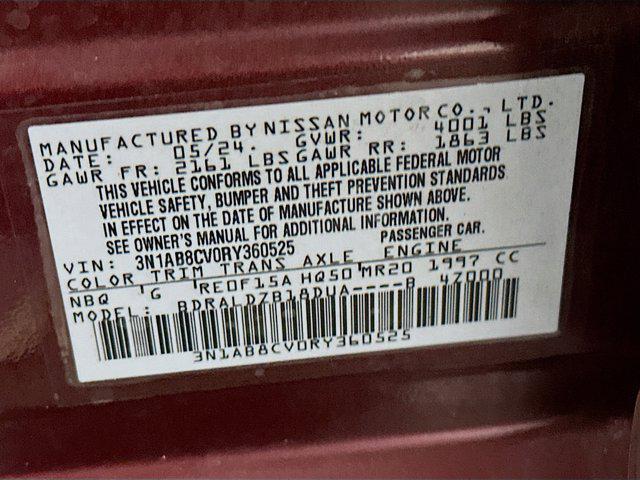 MANUFACTURED BY NISSAN MOTOR CO., LTD.
DATE: 05/24. GVWR: 4001 LBS
GAWR FR: 2161 LBS GAWR RR: 1863 LBS
THIS VEHICLE CONFORMS TO ALL APPLICABLE FEDERAL MOTOR
VEHICLE SAFETY, BUMPER AND THEFT PREVENTION STANDARDS
IN EFFECT ON THE DATE OF MANUFACTURE SHOWN ABOVE.
SEE OWNER'S MANUAL FOR ADDITIONAL INFORMATION.
VIN: 3N1AB8CV0RY360525 PASSENGER CAR.
COLOR TRIM TRANS AXLE ENGINE
NBQ 'G 'RE0F15A HQ50'MR20 1997 CC
MODEL: BDRALDZB18DUA----B 4Z000
3N1AB8CV0RY360525